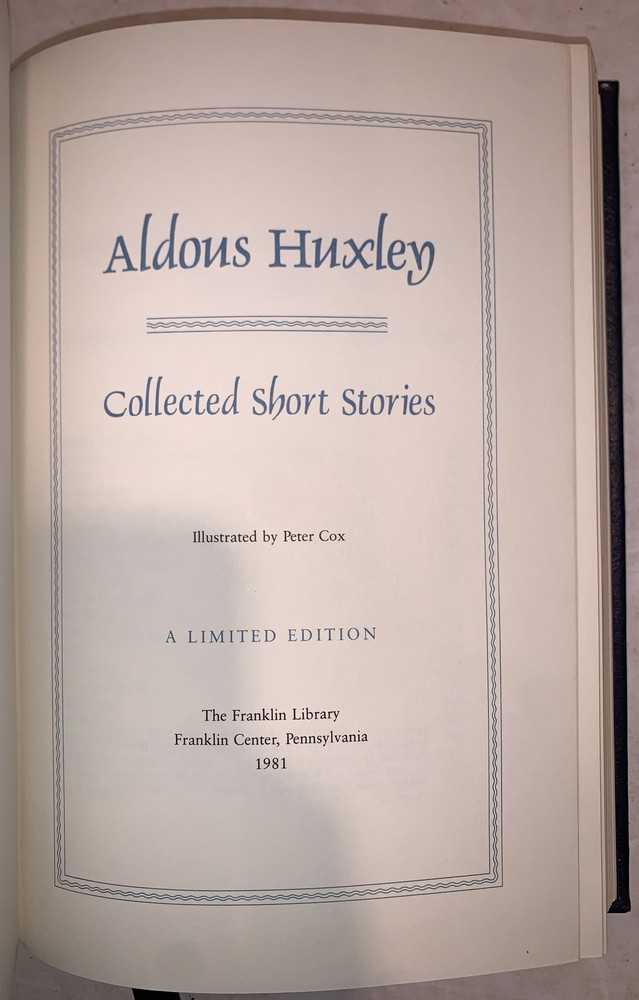 Aldous Huxley
Collected Short Stories
Illustrated by Peter Cox
A LIMITED EDITION
The Franklin Library
Franklin Center, Pennsylvania
1981